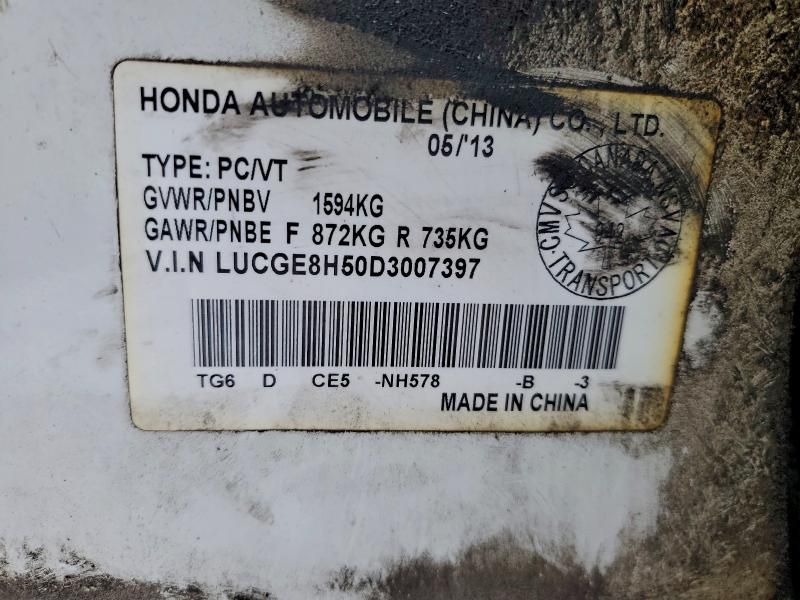 HONDA AUTOMOBILE (CHINA) CO., LTD.
05/'13
TYPE: PC/VT
GVWR/PNBV 1594KG
GAWR/PNBE F 872KG R 735KG
V.I.N LUCGE8H50D3007397
CANADA
TRANSPORT
TG6 D CE5 -NH578 -B -3
MADE IN CHINA